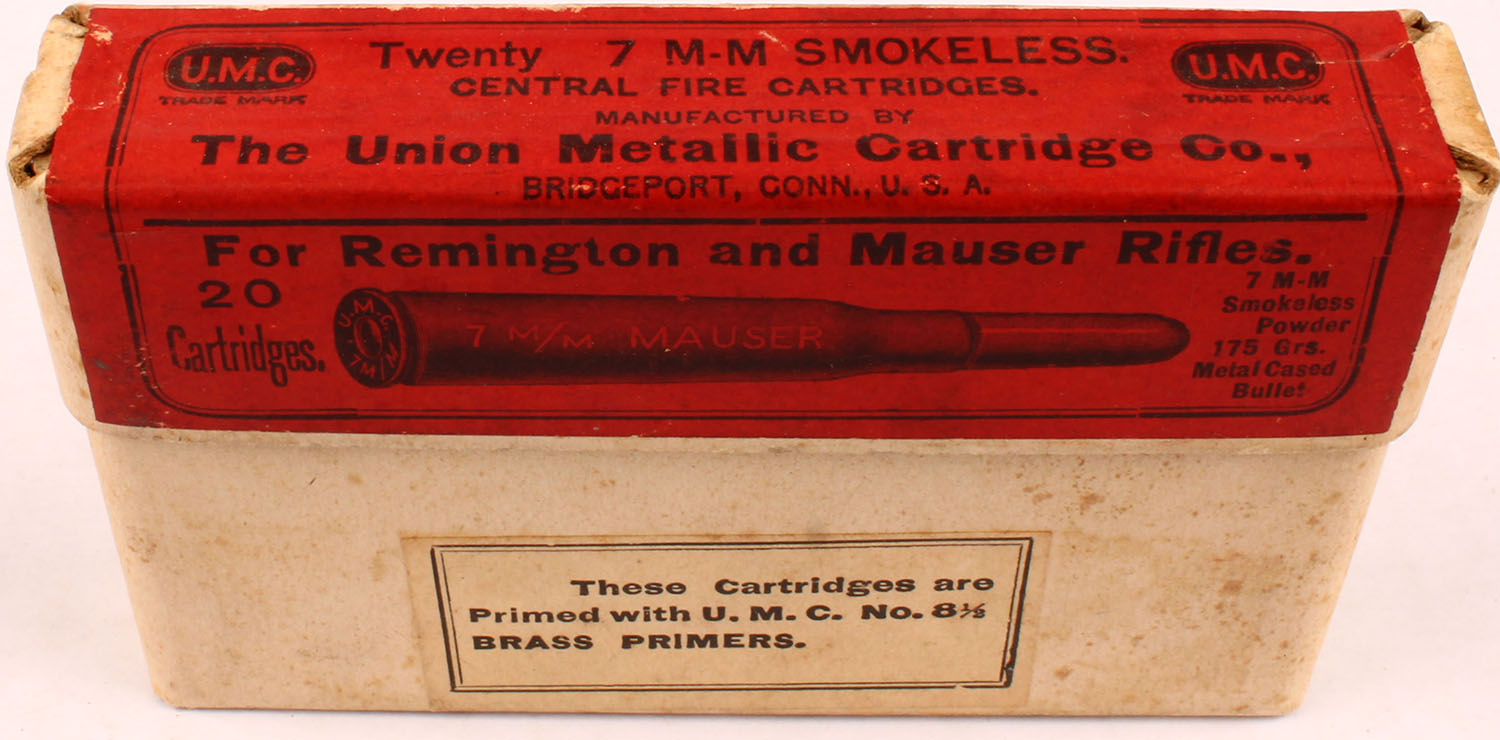 U.M.C.
TRADE MARK
Twenty 7 M-M SMOKELESS.
CENTRAL FIRE CARTRIDGES.
MANUFACTURED BY
The Union Metallic Cartridge Co.,
BRIDGEPORT, CONN., U. S. A.
U.M.C.
TRADE MARK
For Remington and Mauser Rifles.
20
Cartridges.
U.M.C.
7 M/M
7 M/M MAUSER
7 M-M
Smokeless
Powder
175 Grs.
Metal Cased
Bullet
These Cartridges are
Primed with U. M. C. No. 8½
BRASS PRIMERS.